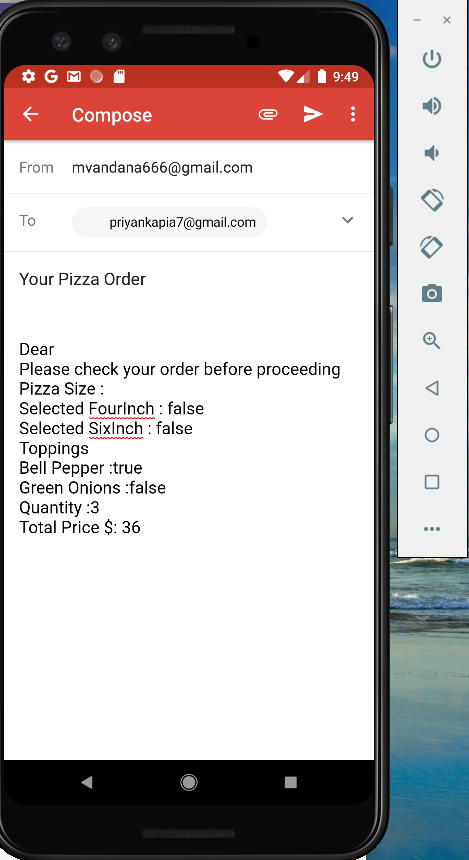 9:49
Compose
From mvandana666@gmail.com
To priyankapia7@gmail.com
Your Pizza Order
Dear
Please check your order before proceeding
Pizza Size :
Selected FourInch : false
Selected SixInch : false
Toppings
Bell Pepper :true
Green Onions :false
Quantity :3
Total Price $: 36